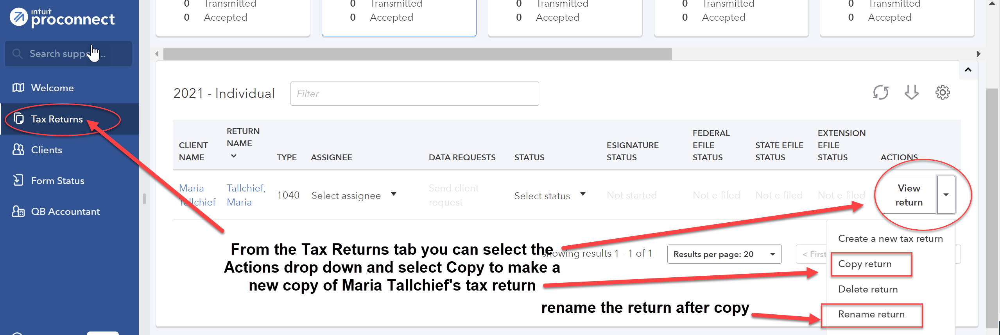 intuit
proconnect
Search suppo...
Welcome
Tax Returns
Clients
Form Status
QB Accountant
0 Transmitted
0 Accepted
0 Transmitted
0 Accepted
0 Transmitted
0 Accepted
0 Transmitted
0 Accepted
0 Transmitted
0 Accepted
2021 - Individual
Filter
CLIENT NAME
RETURN NAME
TYPE
ASSIGNEE
DATA REQUESTS
STATUS
ESIGNATURE STATUS
FEDERAL EFILE STATUS
STATE EFILE STATUS
EXTENSION EFILE STATUS
ACTIONS
Maria Tallchief
Tallchief, Maria
1040
Select assignee
Send client request
Select status
Not started
Not e-filed
Not e-filed
Not e-filed
View return
From the Tax Returns tab you can select the
Actions drop down and select Copy to make a
new copy of Maria Tallchief's tax return
showing results 1 - 1 of 1
Results per page: 20
< First
Create a new tax return
Copy return
Delete return
Rename return
rename the return after copy